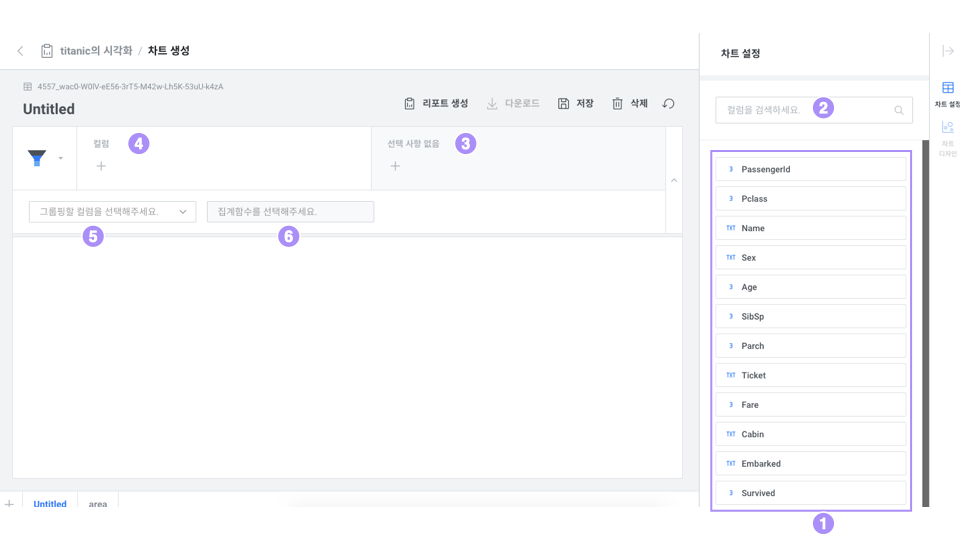 titanic의 시각화 / 차트 생성
차트 설정
4557_wac0-W0lV-eE56-3rT5-M42w-Lh5K-53uU-k4zA
Untitled
리포트 생성
다운로드
저장
삭제
컬럼을 검색하세요.
2
차트 설정
차트
디자인
컬럼
4
선택 사항 없음
3
그룹핑할 컬럼을 선택해주세요.
집계함수를 선택해주세요.
5
6
3 PassengerId
3 Pclass
TXT Name
TXT Sex
3 Age
3 SibSp
3 Parch
TXT Ticket
3 Fare
TXT Cabin
TXT Embarked
3 Survived
1
Untitled
area